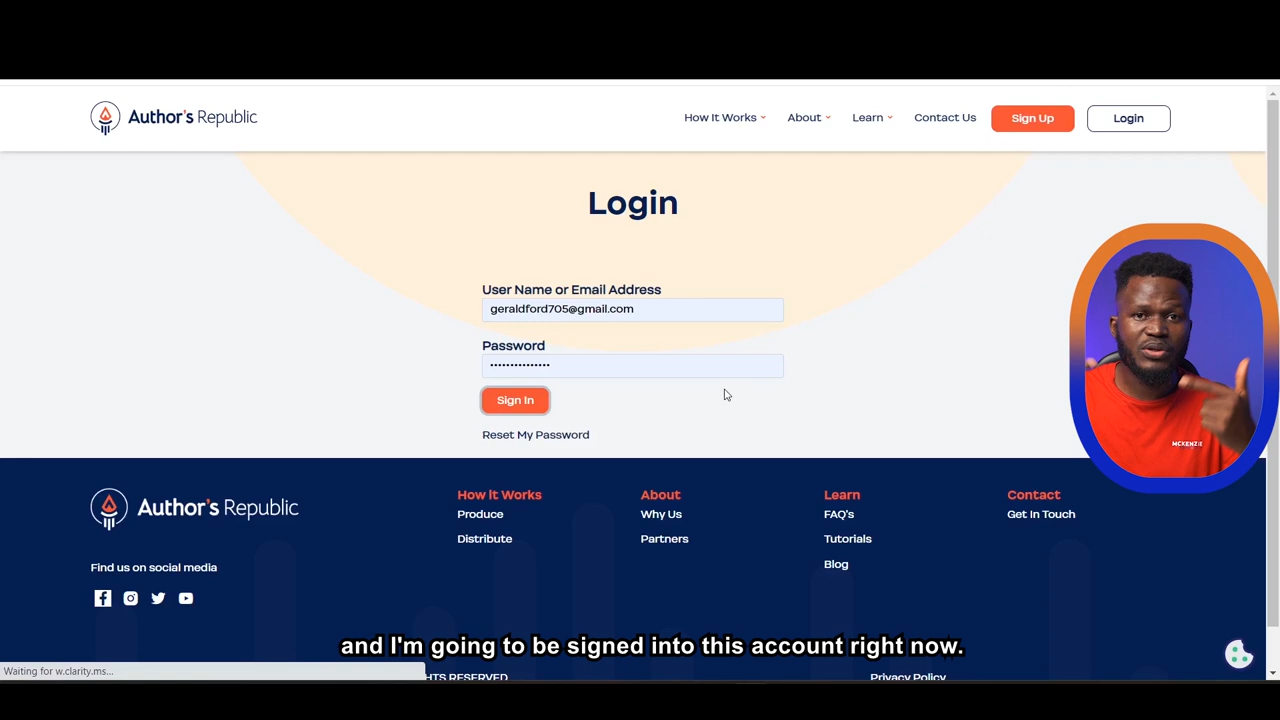 Author's Republic
How It Works
About
Learn
Contact Us
Sign Up
Login
Login
User Name or Email Address
geraldford705@gmail.com
Password
•••••••••••••••
Sign In
Reset My Password
MCKENZIE
Author's Republic
Find us on social media
How it Works
Produce
Distribute
About
Why Us
Partners
Learn
FAQ's
Tutorials
Blog
Contact
Get In Touch
and I'm going to be signed into this account right now.
Waiting for w.clarity.ms...
HTS RESERVED
Privacy Policy